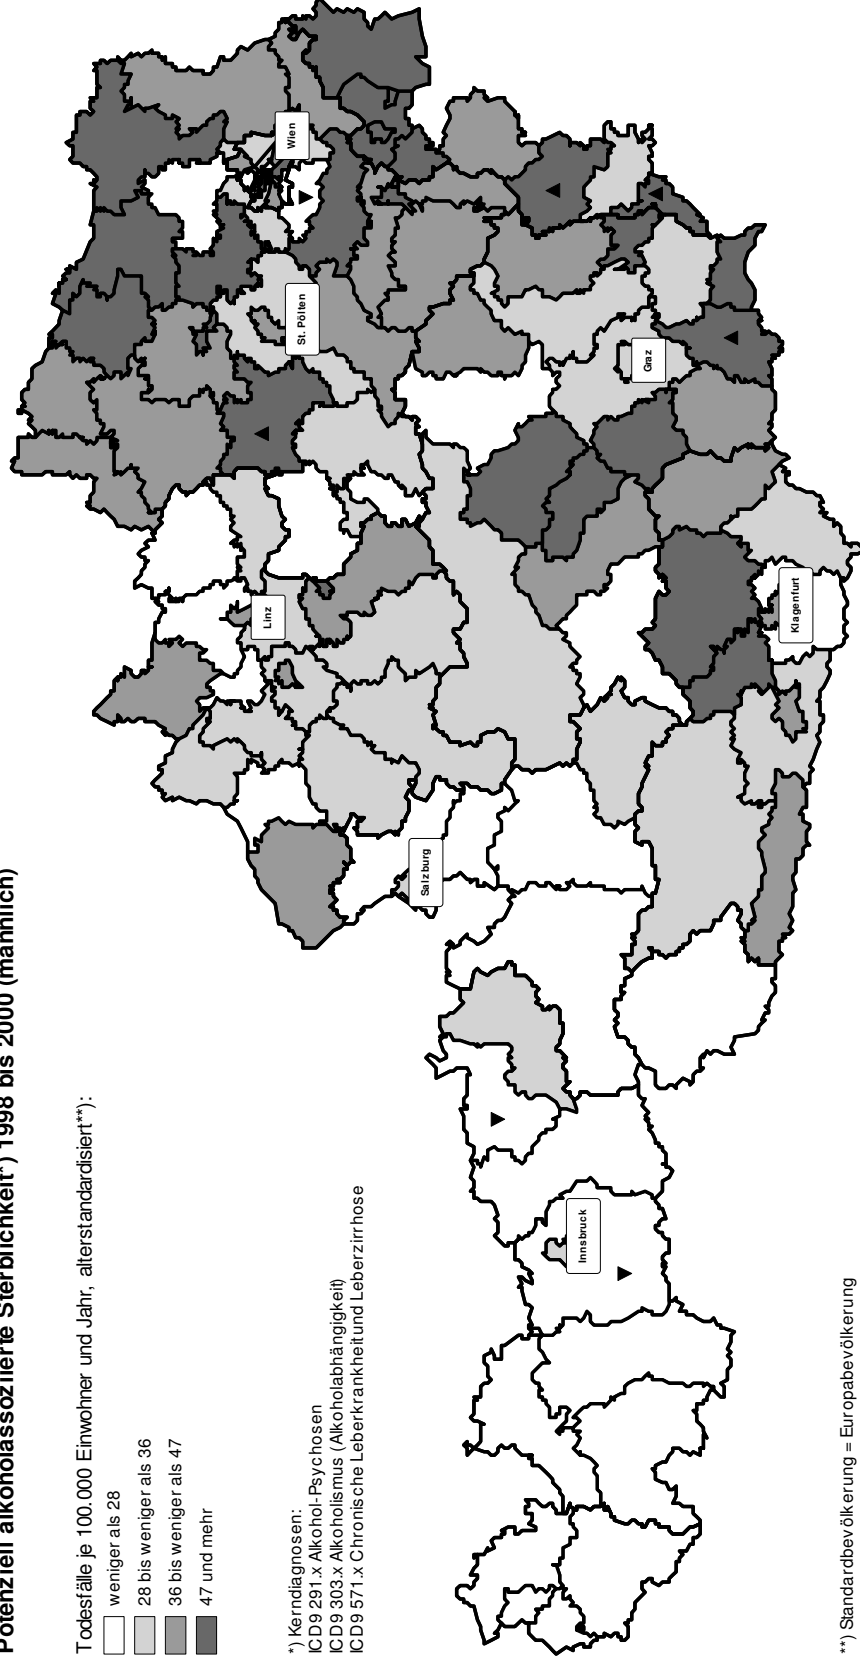 Potenziell alkoholassoziierte Sterblichkeit*) 1998 bis 2000 (männlich)
Todesfälle je 100.000 Einwohner und Jahr, alterstandardisiert**):
weniger als 28
28 bis weniger als 36
36 bis weniger als 47
47 und mehr
*) Kerndiagnosen:
ICD9 291.x Alkohol-Psychosen
ICD9 303.x Alkoholismus (Alkoholabhängigkeit)
ICD9 571.x Chronische Leberkrankheit und Leberzirrhose
Wien
St. Pölten
Linz
Salzburg
Graz
Klagenfurt
Innsbruck
**) Standardbevölkerung = Europabevölkerung